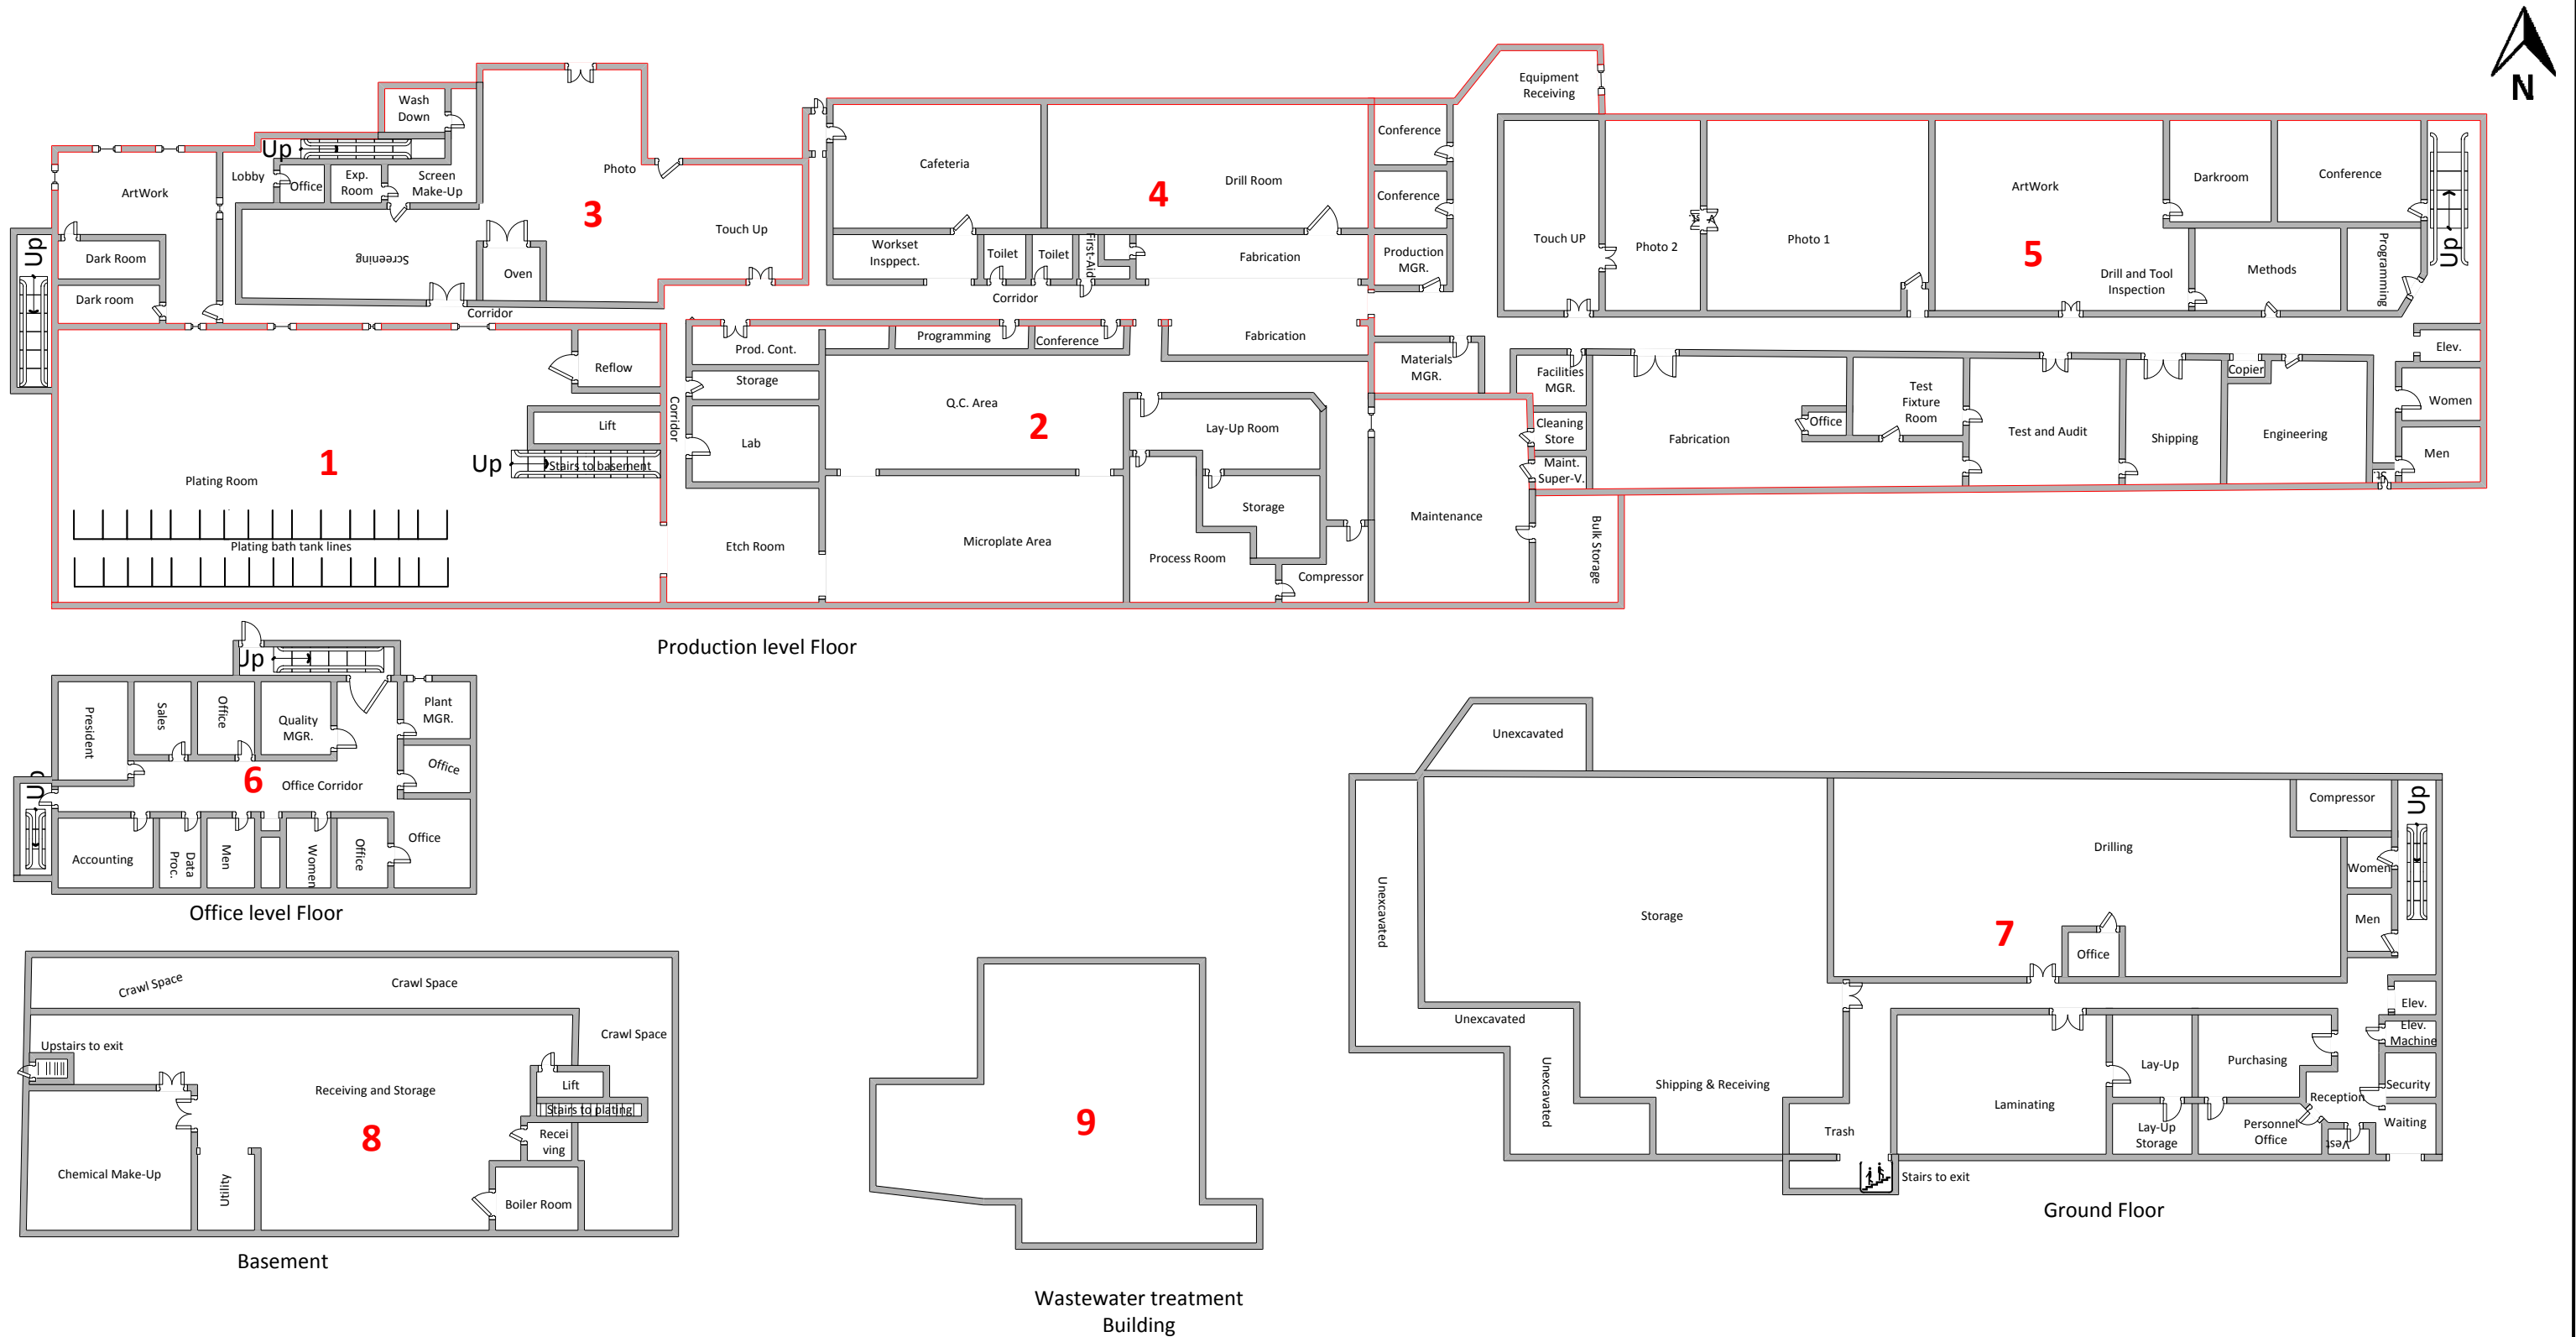 N
Equipment
Receiving
Wash
Down
Up
Lobby
Office
Exp.
Room
Screen
Make-Up
ArtWork
Photo
3
Screening
Oven
Touch Up
Up
Dark Room
Dark room
Corridor
Cafeteria
4
Drill Room
Conference
Conference
Workset
Insppect.
Toilet
Toilet
First-Aid
Fabrication
Production
MGR.
Corridor
Touch UP
Photo 2
Photo 1
ArtWork
5
Darkroom
Conference
Drill and Tool
Inspection
Methods
Programming
Up
Reflow
Lift
Up
Stairs to basement
1
Plating Room
Plating bath tank lines
Corridor
Prod. Cont.
Programming
Conference
Storage
Lab
Q.C. Area
2
Fabrication
Lay-Up Room
Storage
Etch Room
Microplate Area
Process Room
Compressor
Materials
MGR.
Maintenance
Facilities
MGR.
Cleaning
Store
Maint.
Super-V.
Bulk Storage
Fabrication
Office
Test
Fixture
Room
Test and Audit
Shipping
Copier
Engineering
Elev.
Women
Men
St.
Production level Floor
Up
President
Sales
Office
Quality
MGR.
Plant
MGR.
Office
6
Office Corridor
Up
Accounting
Data
Proc.
Men
Women
Office
Office
Office level Floor
Crawl Space
Crawl Space
Crawl Space
Upstairs to exit
Receiving and Storage
Lift
Stairs to plating
8
Recei
ving
Chemical Make-Up
Utility
Boiler Room
Basement
9
Wastewater treatment
Building
Unexcavated
Unexcavated
Storage
Unexcavated
Unexcavated
Shipping & Receiving
Drilling
7
Office
Compressor
Up
Women
Men
Elev.
Elev.
Machine
Security
Waiting
Lay-Up
Purchasing
Reception
Laminating
Lay-Up
Storage
Personnel
Office
Vest
Trash
Stairs to exit
Ground Floor